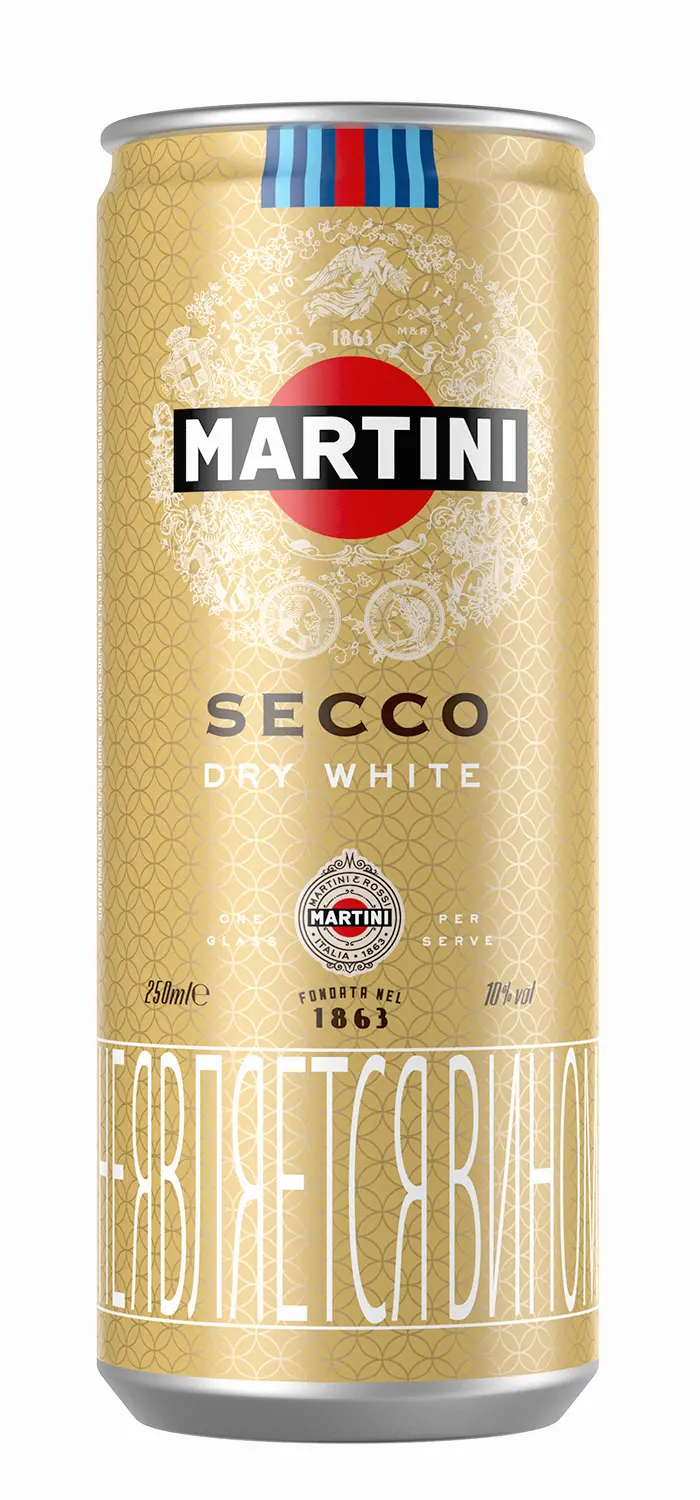 TORINO ITALIA
DAL 1863 M&R
MARTINI
SECCO
DRY WHITE
MARTINI & ROSSI
ONE MARTINI PER
GLASS SERVE
ITALIA • 1863
250ml℮ 10% vol
FONDATA NEL
1863
НЕ ЯВЛЯЕТСЯ ВИНОМ